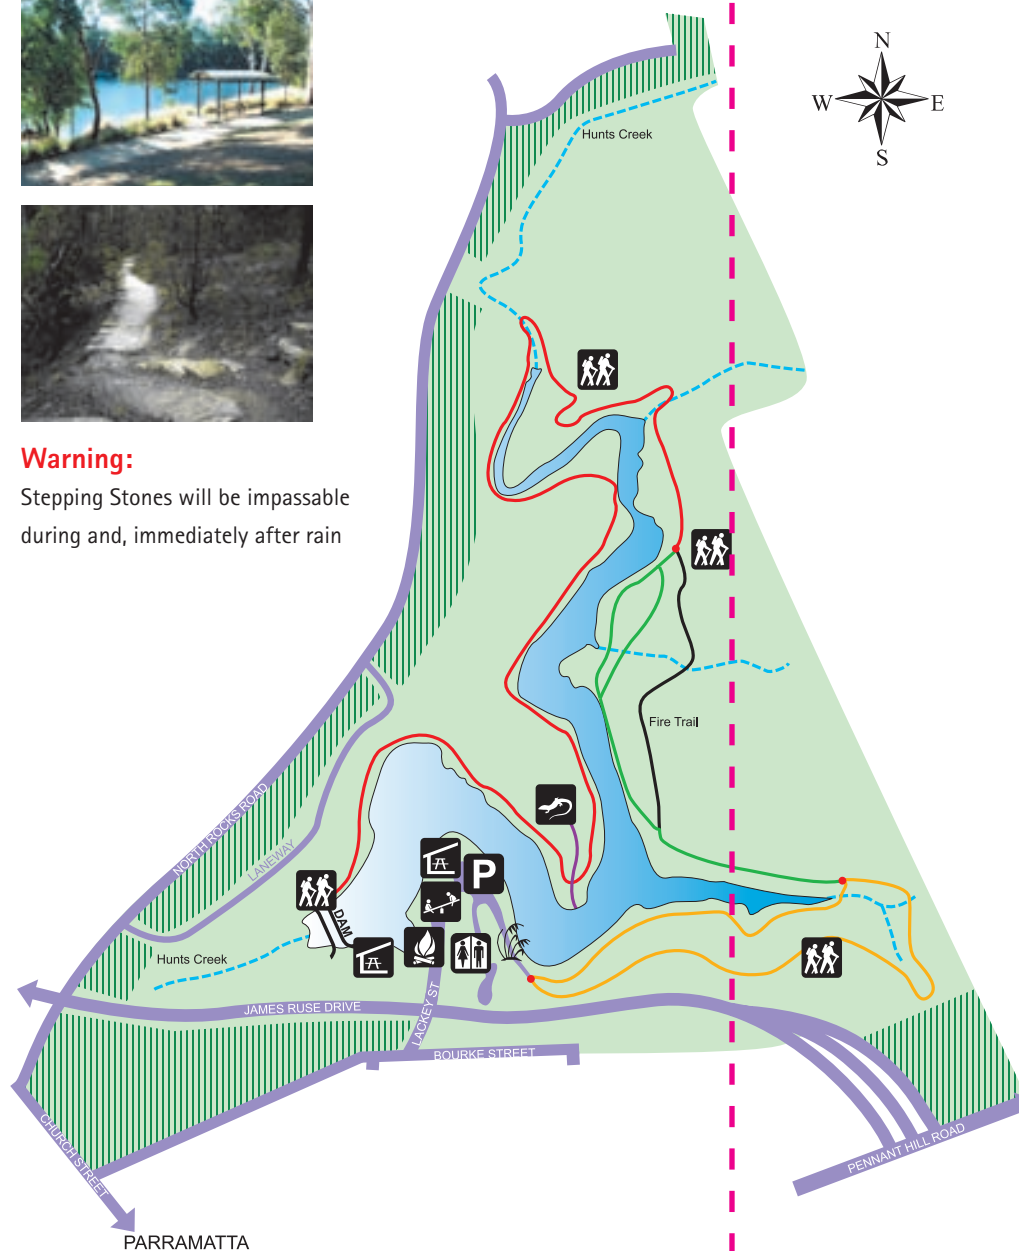 N
W E
S
Hunts Creek
Warning:
Stepping Stones will be impassable
during and, immediately after rain
Fire Trail
NORTH ROCKS ROAD
LANEWAY
P
DAM
Hunts Creek
JAMES RUSE DRIVE
LACKEY ST
BOURKE STREET
CHURCH STREET
PENNANT HILL ROAD
PARRAMATTA